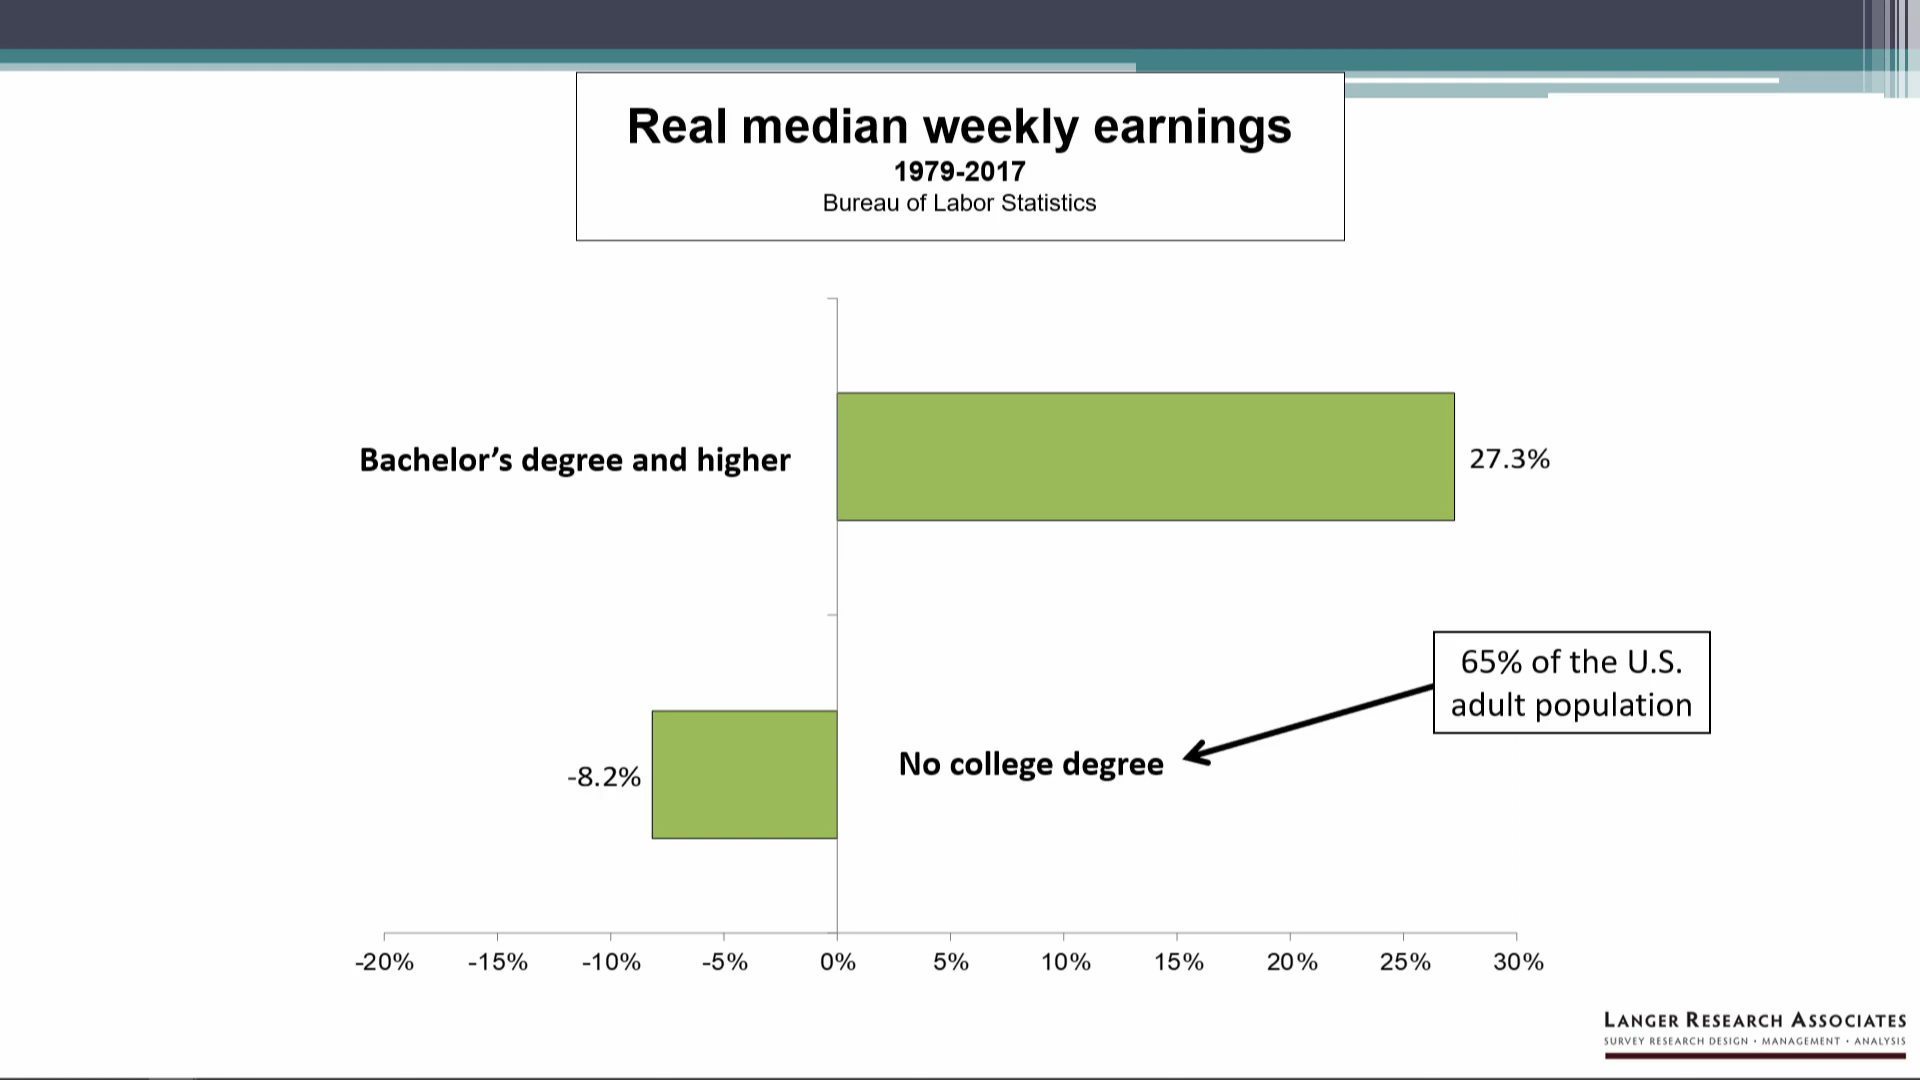 Real median weekly earnings
1979-2017
Bureau of Labor Statistics
Bachelor’s degree and higher
27.3%
65% of the U.S.
adult population
-8.2%
No college degree
-20% -15% -10% -5% 0% 5% 10% 15% 20% 25% 30%
LANGER RESEARCH ASSOCIATES
SURVEY RESEARCH DESIGN · MANAGEMENT · ANALYSIS